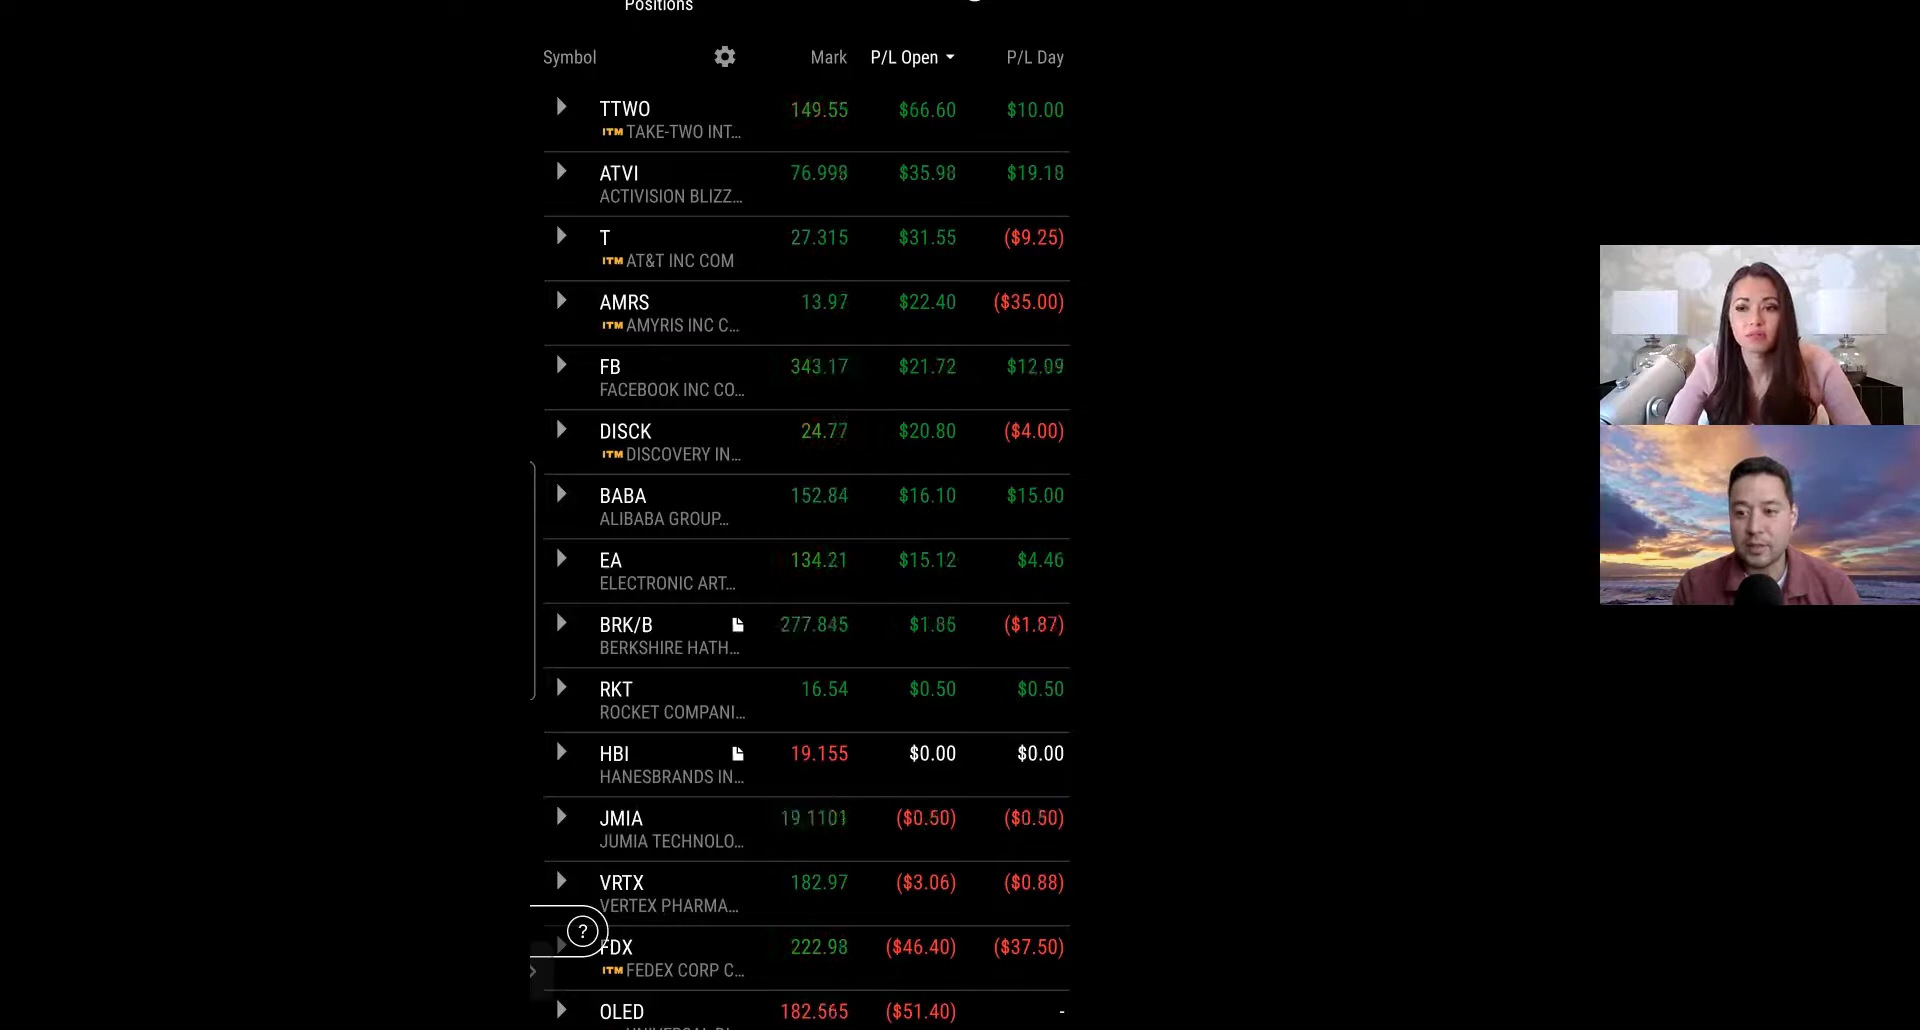 Positions
Symbol Mark P/L Open P/L Day
TTWO 149.55 $66.60 $10.00
ITM TAKE-TWO INT...
ATVI 76.998 $35.98 $19.18
ACTIVISION BLIZZ...
T 27.315 $31.55 ($9.25)
ITM AT&T INC COM
AMRS 13.97 $22.40 ($35.00)
ITM AMYRIS INC C...
FB 343.17 $21.72 $12.09
FACEBOOK INC CO...
DISCK 24.77 $20.80 ($4.00)
ITM DISCOVERY IN...
BABA 152.84 $16.10 $15.00
ALIBABA GROUP...
EA 134.21 $15.12 $4.46
ELECTRONIC ART...
BRK/B 277.845 $1.85 ($1.87)
BERKSHIRE HATH...
RKT 16.54 $0.50 $0.50
ROCKET COMPANI...
HBI 19.155 $0.00 $0.00
HANESBRANDS IN...
JMIA 19 1101 ($0.50) ($0.50)
JUMIA TECHNOLO...
VRTX 182.97 ($3.06) ($0.88)
VERTEX PHARMA...
?
FDX 222.98 ($46.40) ($37.50)
ITM FEDEX CORP C...
OLED 182.565 ($51.40) -